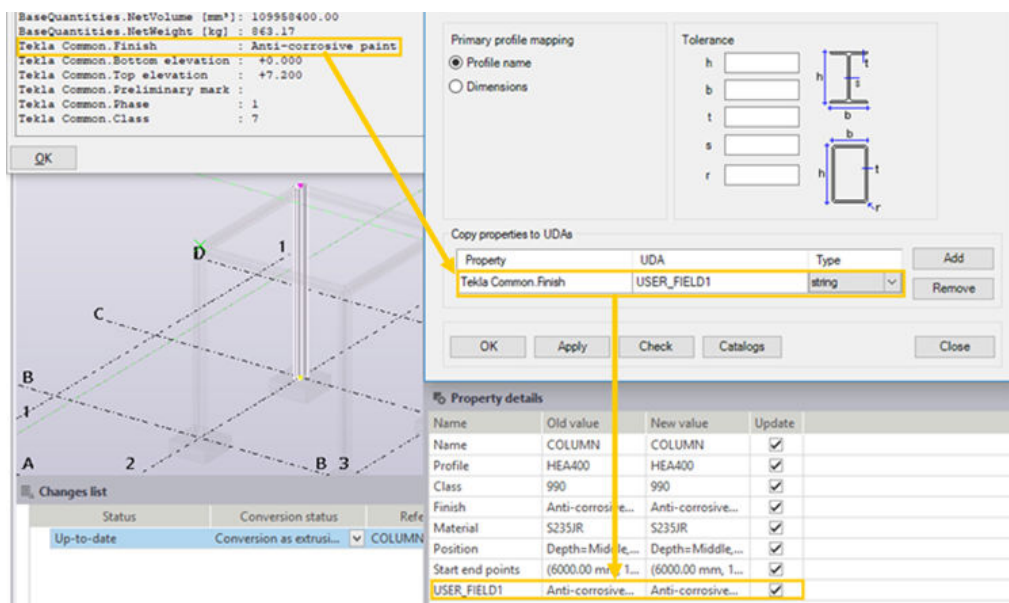 BaseQuantities.NetVolume [mm³]: 109958400.00
BaseQuantities.NetWeight [kg] : 863.17
Tekla Common.Finish : Anti-corrosive paint
Tekla Common.Bottom elevation : +0.000
Tekla Common.Top elevation : +7.200
Tekla Common.Preliminary mark :
Tekla Common.Phase : 1
Tekla Common.Class : 7
OK
Primary profile mapping
Profile name
Dimensions
Tolerance
h
b
t
s
r
h
t
s
b
b
h
t
r
Copy properties to UDAs
Property UDA Type
Tekla Common.Finish USER_FIELD1 string
Add
Remove
OK Apply Check Catalogs Close
D
1
C
B
1
A 2 B 3
Changes list
Status Conversion status Refe
Up-to-date Conversion as extrusi... COLUMN
Property details
Name Old value New value Update
Name COLUMN COLUMN
Profile HEA400 HEA400
Class 990 990
Finish Anti-corrosive... Anti-corrosive...
Material S235JR S235JR
Position Depth=Middle,... Depth=Middle,...
Start end points (6000.00 mm, 1... (6000.00 mm, 1...
USER_FIELD1 Anti-corrosive... Anti-corrosive...